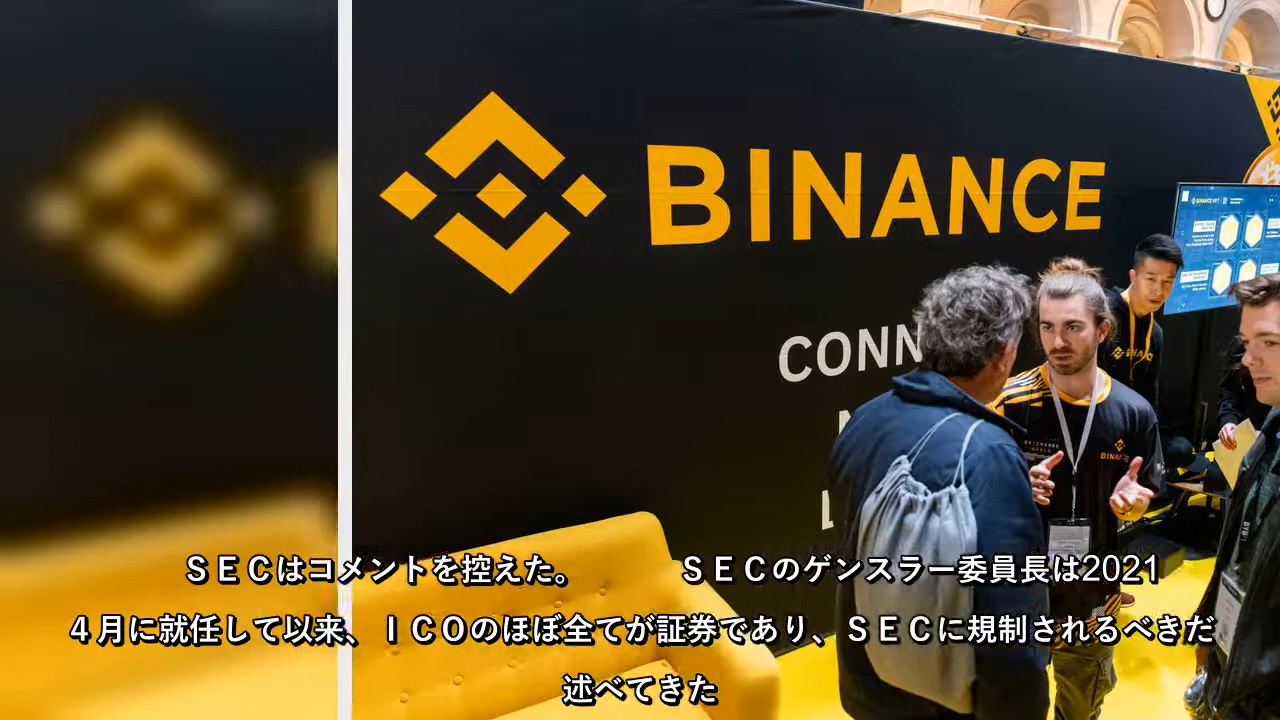 BINANCE
CONN
BINANCE
ＳＥＣはコメントを控えた。　　　ＳＥＣのゲンスラー委員長は2021
４月に就任して以来、ＩＣＯのほぼ全てが証券であり、ＳＥＣに規制されるべきだ
述べてきた